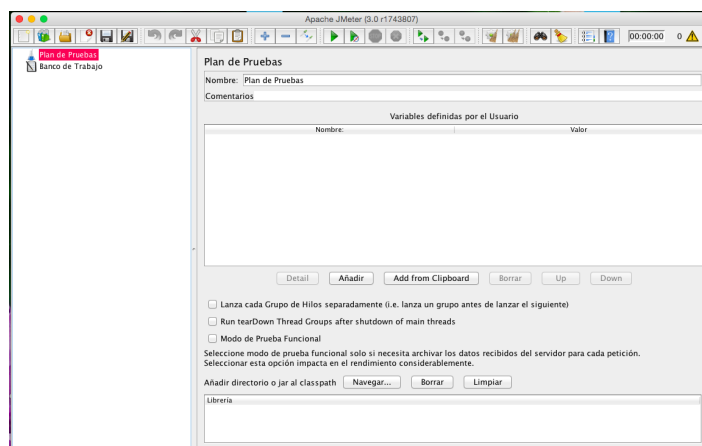 Apache JMeter (3.0 r1743807)
00:00:00 0
Plan de Pruebas
Banco de Trabajo
Plan de Pruebas
Nombre: Plan de Pruebas
Comentarios
Variables definidas por el Usuario
Nombre: Valor
Detail Añadir Add from Clipboard Borrar Up Down
Lanza cada Grupo de Hilos separadamente (i.e. lanza un grupo antes de lanzar el siguiente)
Run tearDown Thread Groups after shutdown of main threads
Modo de Prueba Funcional
Seleccione modo de prueba funcional solo si necesita archivar los datos recibidos del servidor para cada petición.
Seleccionar esta opción impacta en el rendimiento considerablemente.
Añadir directorio o jar al classpath Navegar... Borrar Limpiar
Librería